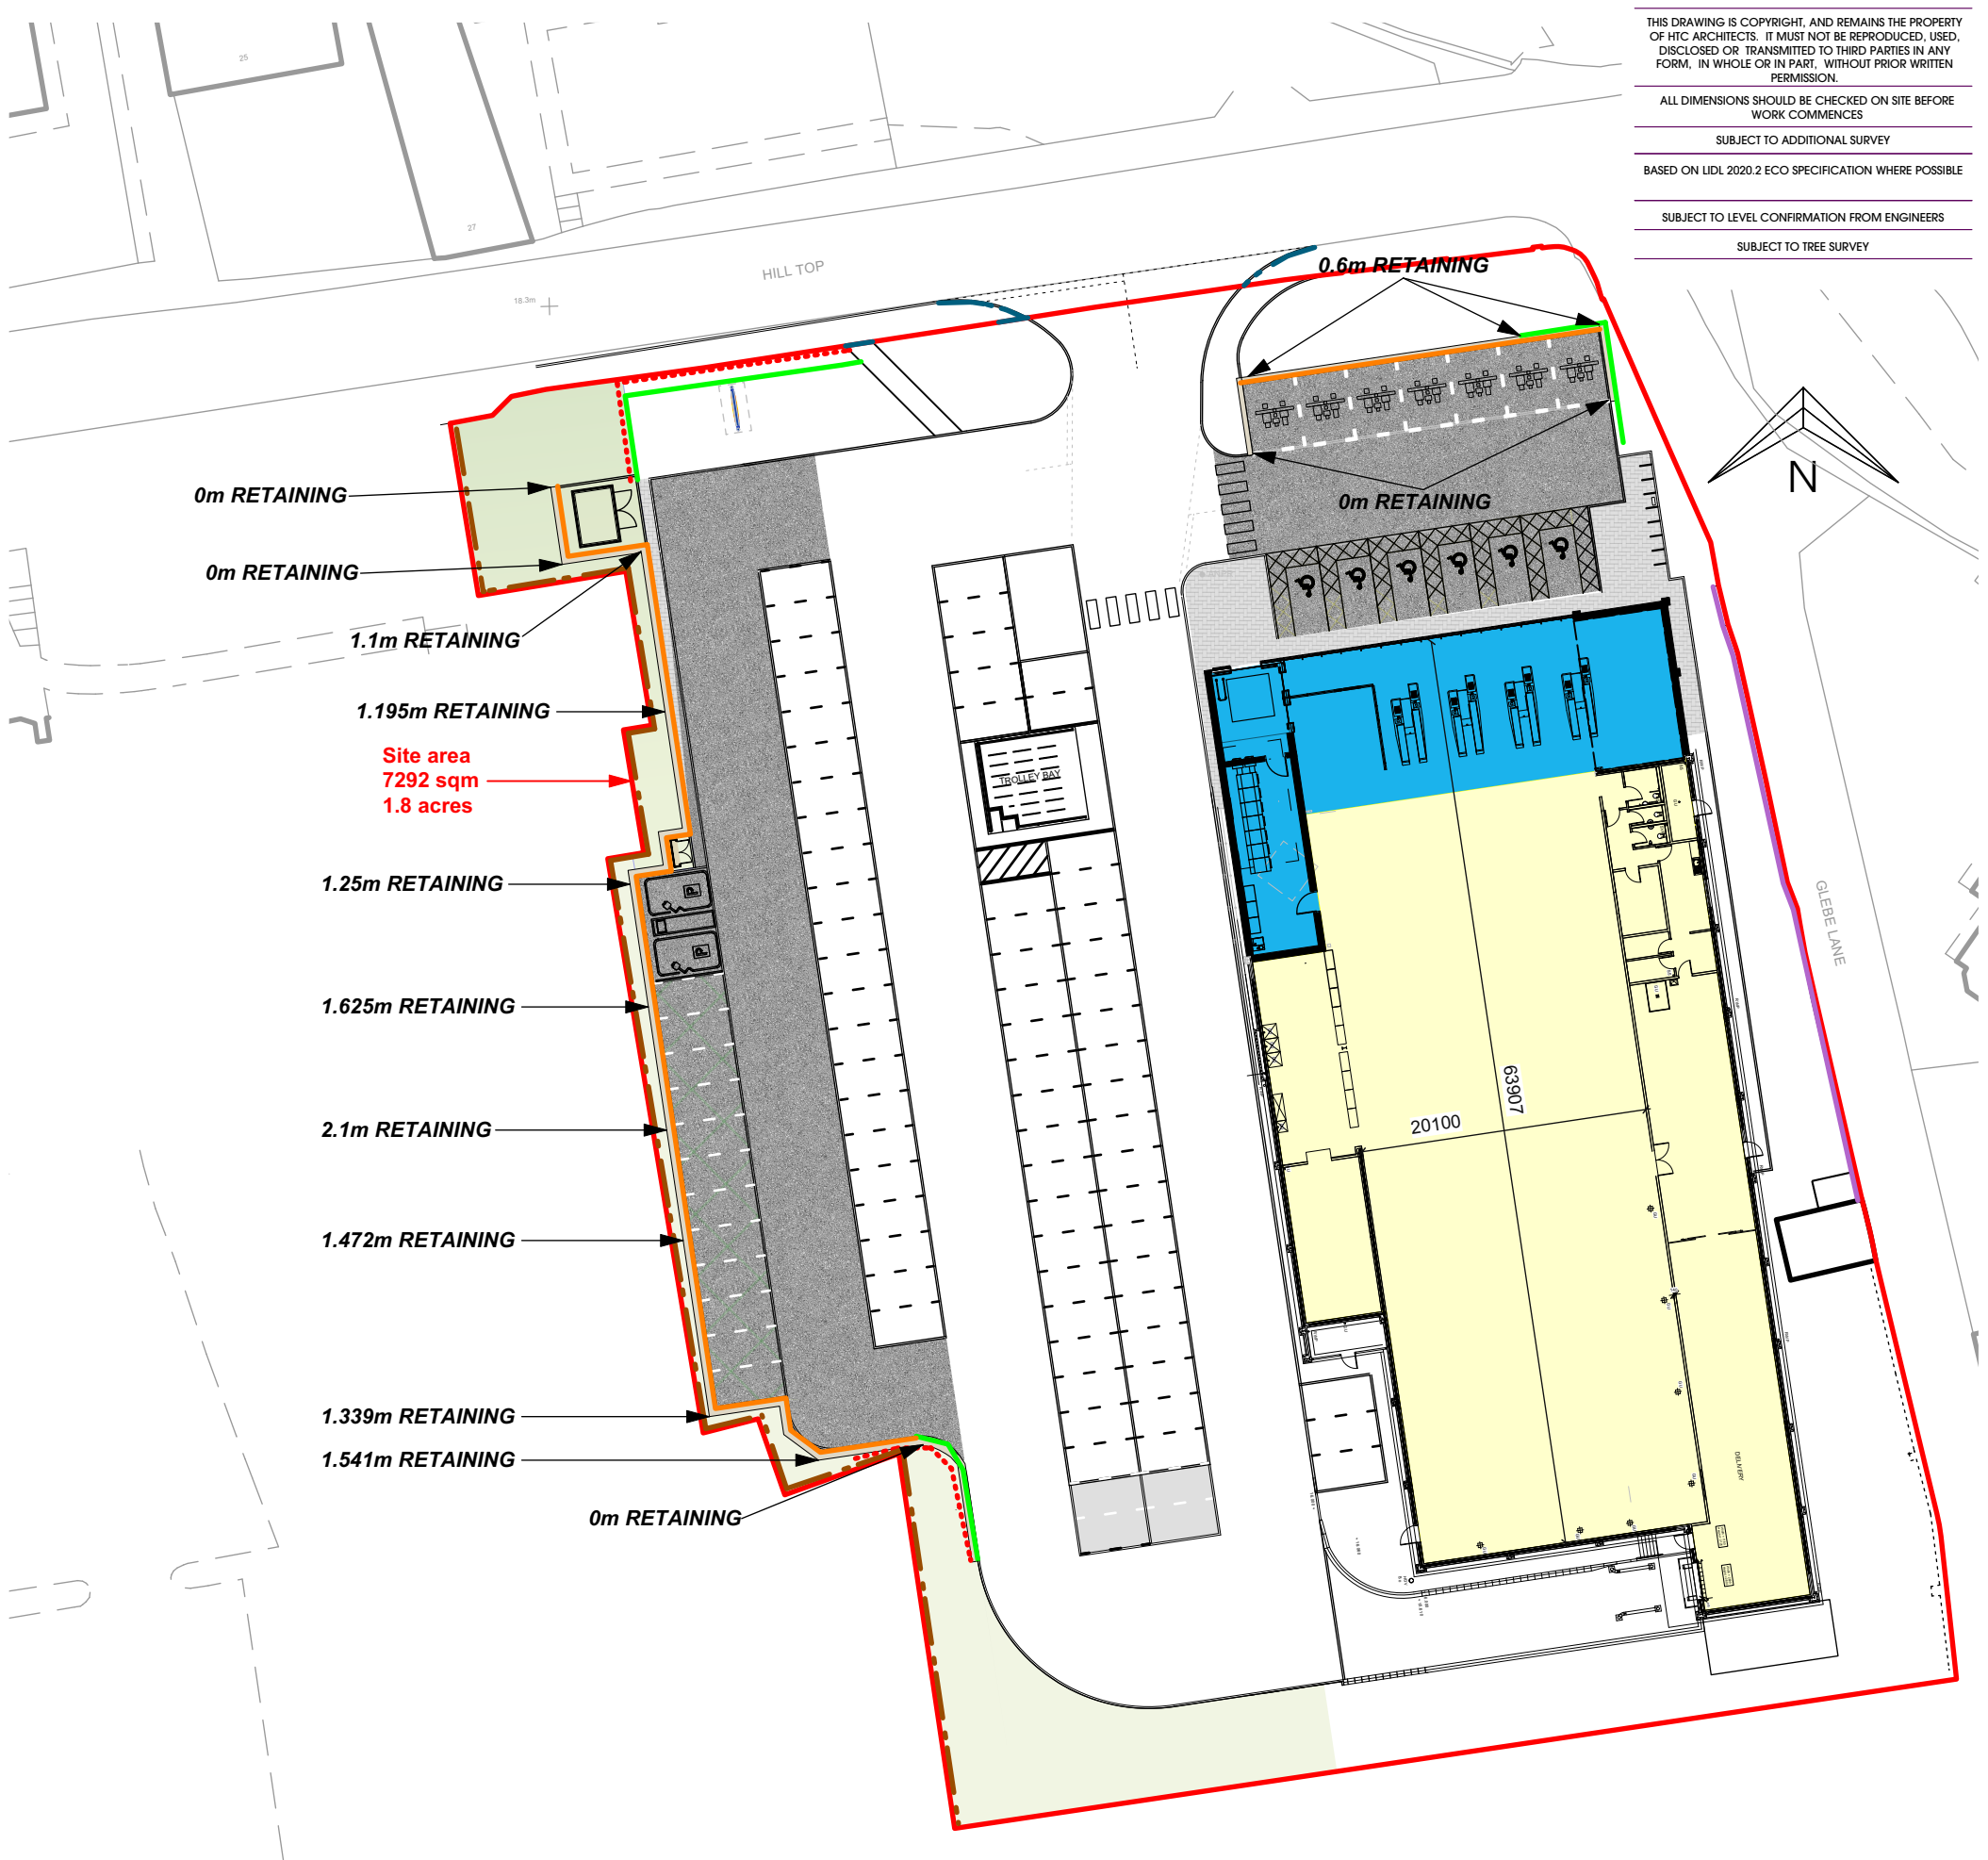 THIS DRAWING IS COPYRIGHT, AND REMAINS THE PROPERTY
OF HTC ARCHITECTS. IT MUST NOT BE REPRODUCED, USED,
DISCLOSED OR TRANSMITTED TO THIRD PARTIES IN ANY
FORM, IN WHOLE OR IN PART, WITHOUT PRIOR WRITTEN
PERMISSION.
ALL DIMENSIONS SHOULD BE CHECKED ON SITE BEFORE
WORK COMMENCES
SUBJECT TO ADDITIONAL SURVEY
BASED ON LIDL 2020.2 ECO SPECIFICATION WHERE POSSIBLE
SUBJECT TO LEVEL CONFIRMATION FROM ENGINEERS
SUBJECT TO TREE SURVEY
25
27
HILL TOP
18.3m
0.6m RETAINING
N
0m RETAINING
0m RETAINING
0m RETAINING
1.1m RETAINING
1.195m RETAINING
Site area
7292 sqm
1.8 acres
TROLLEY BAY
1.25m RETAINING
P
P
GLEBE LANE
1.625m RETAINING
63907
20100
2.1m RETAINING
1.472m RETAINING
1.339m RETAINING
1.541m RETAINING
DELIVERY
0m RETAINING